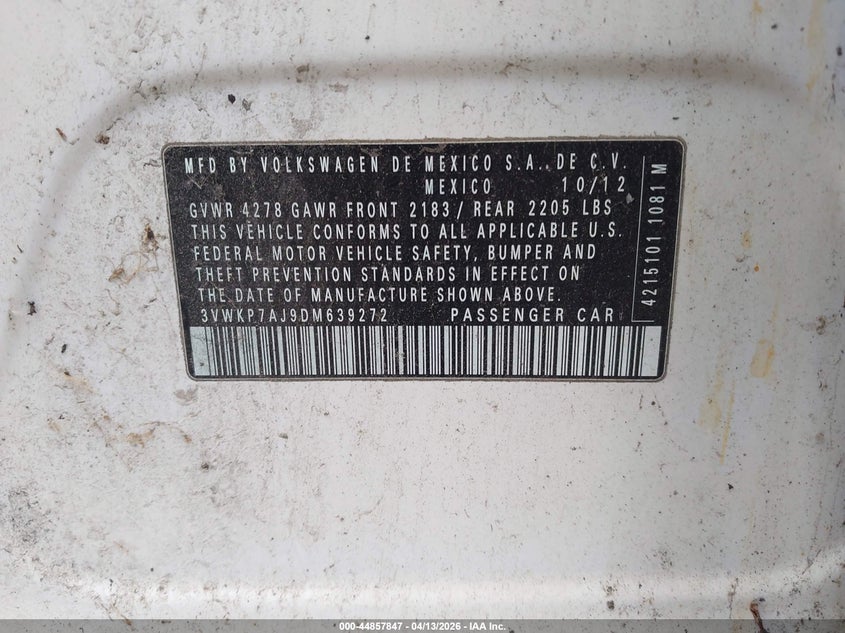 MFD BY VOLKSWAGEN DE MEXICO S.A. DE C.V.
MEXICO 10/12
GVWR 4278 GAWR FRONT 2183 / REAR 2205 LBS
THIS VEHICLE CONFORMS TO ALL APPLICABLE U.S.
FEDERAL MOTOR VEHICLE SAFETY, BUMPER AND
THEFT PREVENTION STANDARDS IN EFFECT ON
THE DATE OF MANUFACTURE SHOWN ABOVE.
3VWKP7AJ9DM639272 PASSENGER CAR
4215101 1081 M
000-44857847 - 04/13/2026 - IAA Inc.